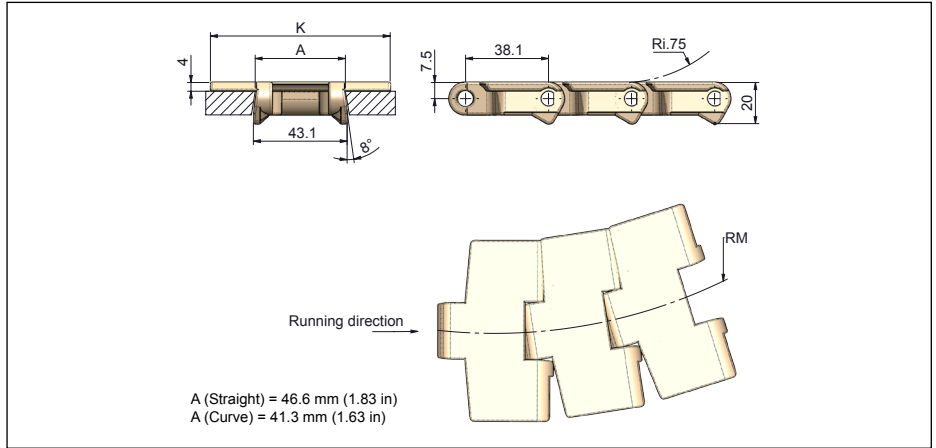 K
A
4
43.1
8°
7.5
38.1
Ri.75
20
RM
Running direction
A (Straight) = 46.6 mm (1.83 in)
A (Curve) = 41.3 mm (1.63 in)